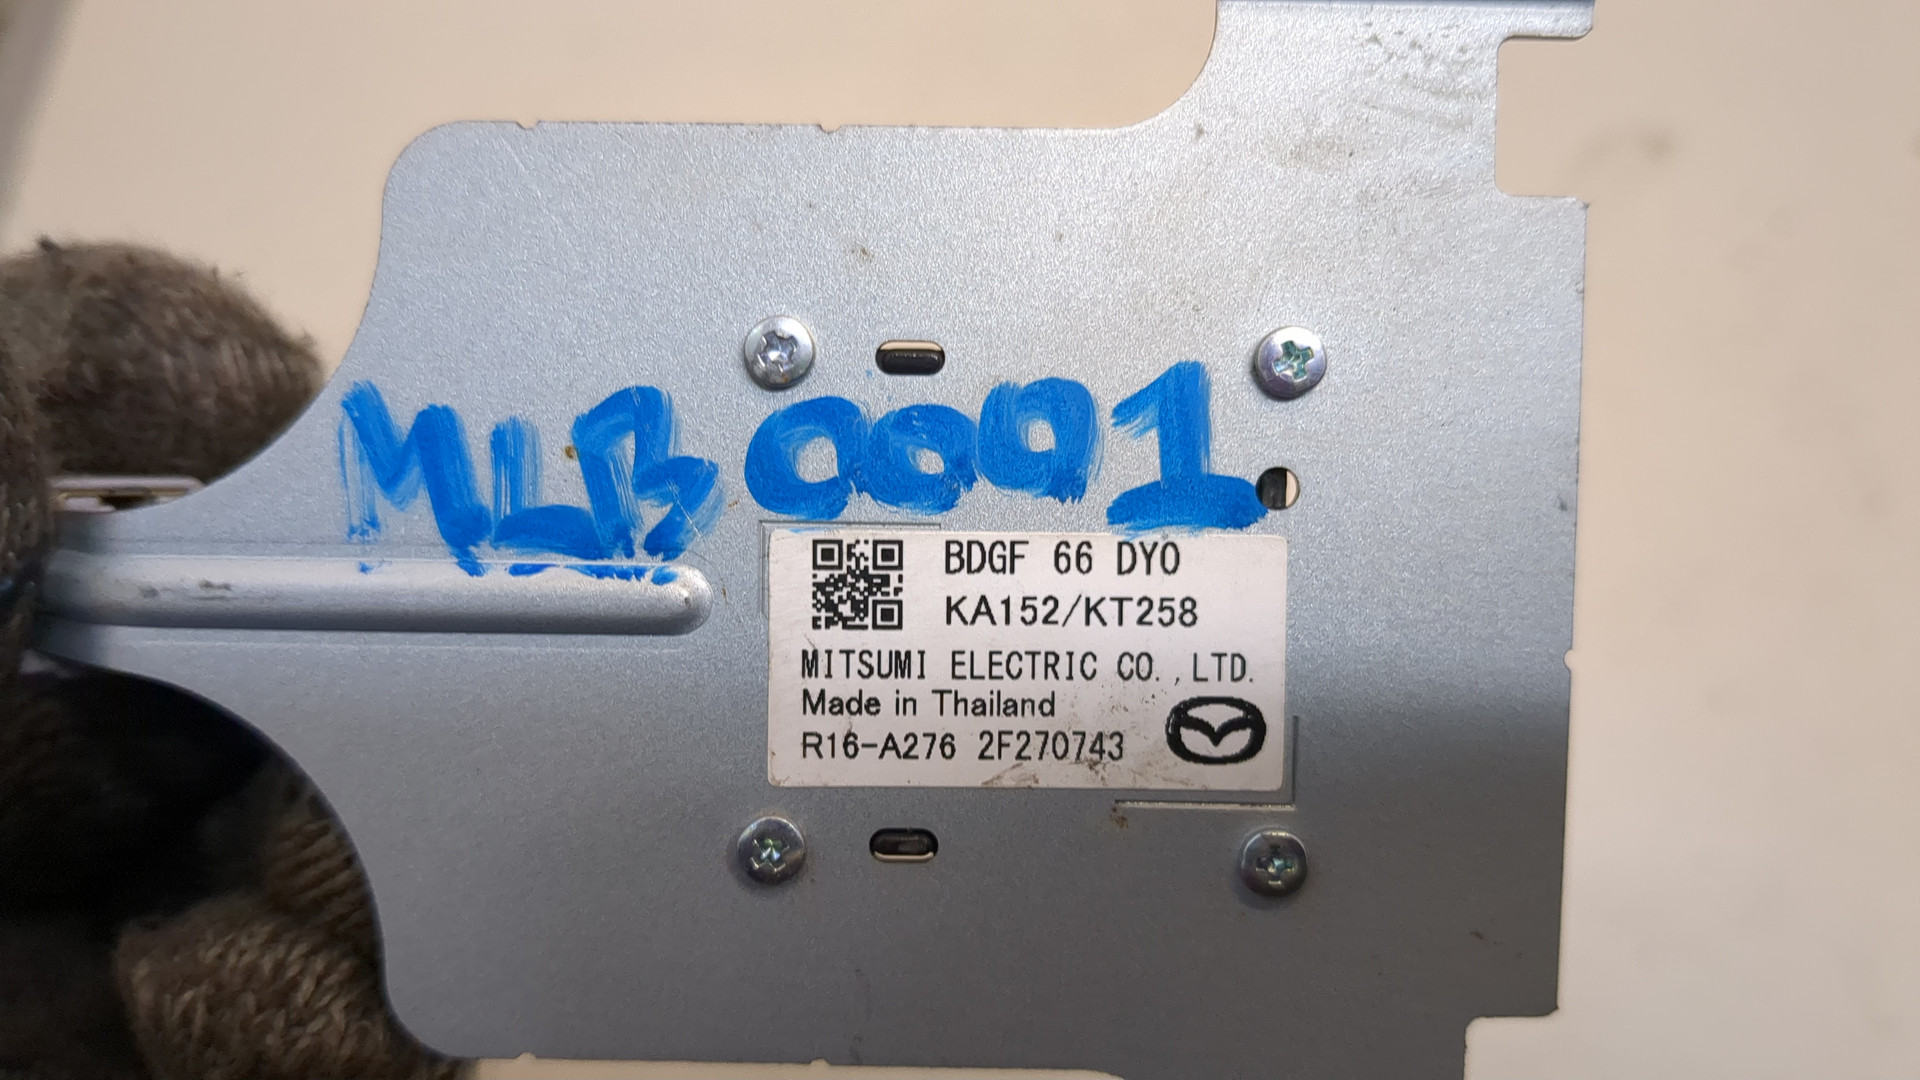 MLB0001
BDGF 66 DY0
KA152/KT258
MITSUMI ELECTRIC CO.,LTD.
Made in Thailand
R16-A276 2F270743